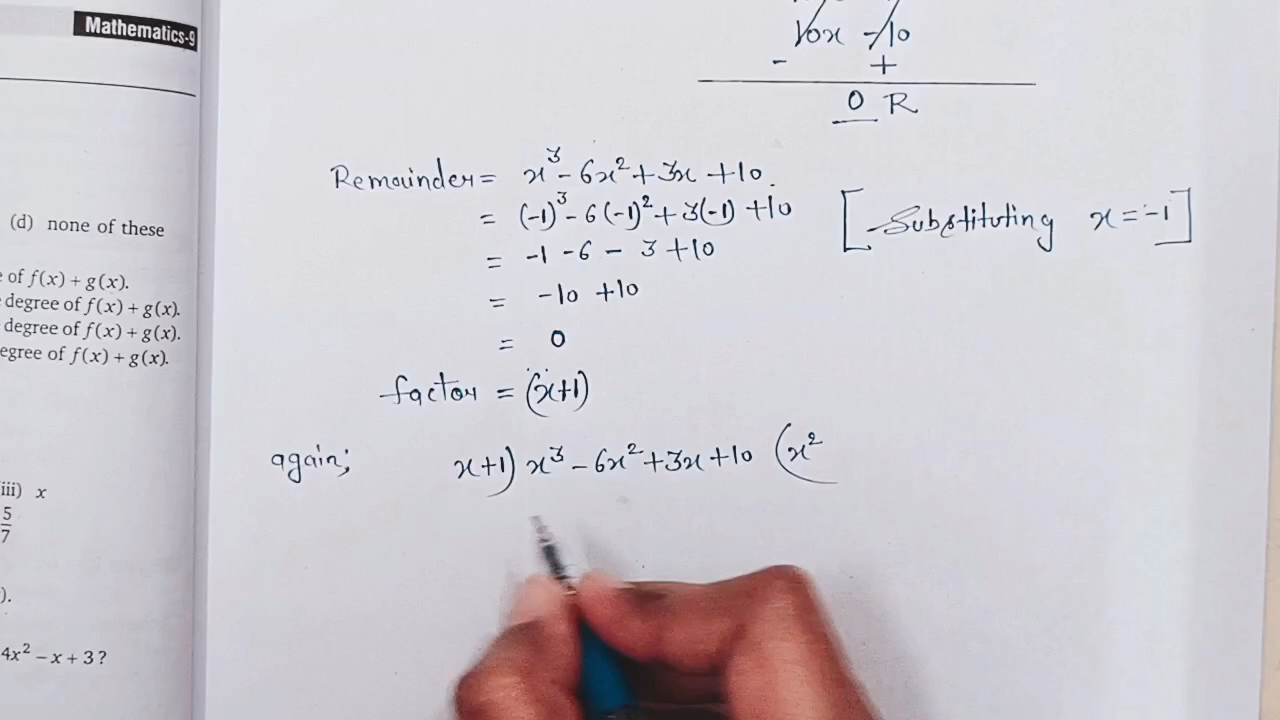 Mathematics-9
(d) none of these
of f(x) + g(x).
degree of f(x) + g(x).
degree of f(x) + g(x).
egree of f(x) + g(x).
iii) x
5/7
).
4x² – x + 3?
10x - 10
- +
0 R
Remainder = x³ - 6x² + 3x + 10.
= (-1)³ - 6(-1)² + 3(-1) + 10 [Substituting x = -1]
= -1 - 6 - 3 + 10
= -10 + 10
= 0
factor = (x+1)
again; x+1) x³ - 6x² + 3x + 10 (x²